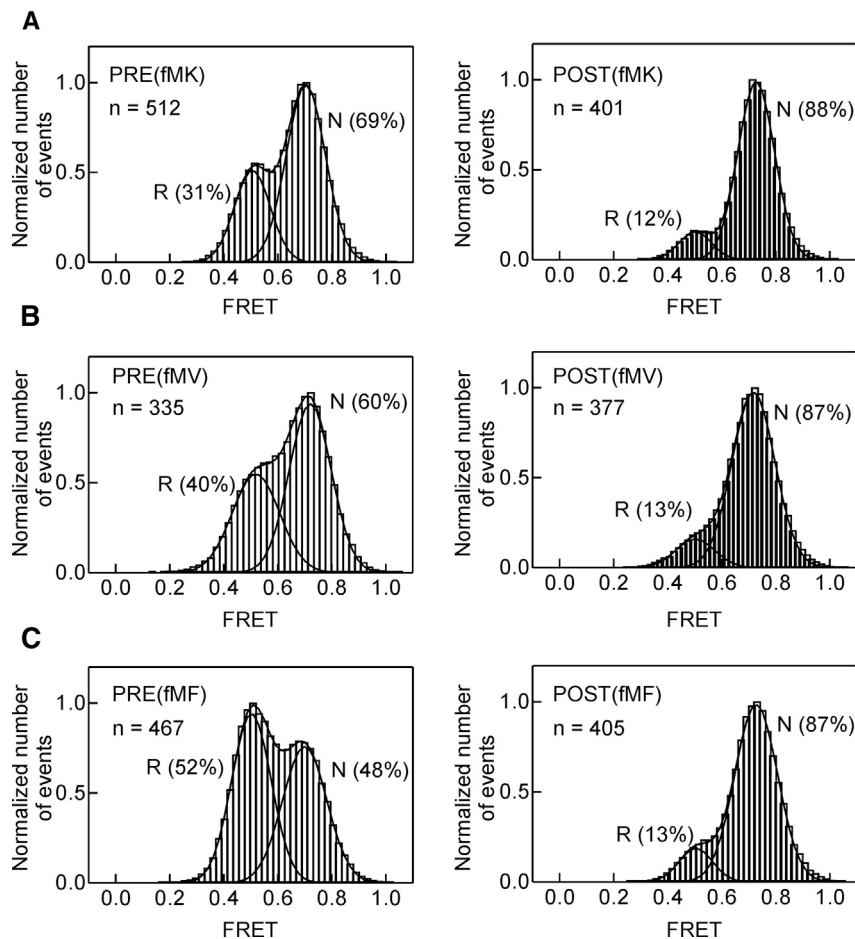 A
PRE(fMK)
n = 512
N (69%)
R (31%)
Normalized number
of events
1.0
0.5
0.0
0.0 0.2 0.4 0.6 0.8 1.0
FRET
POST(fMK)
n = 401
N (88%)
R (12%)
Normalized number
of events
1.0
0.5
0.0
0.0 0.2 0.4 0.6 0.8 1.0
FRET
B
PRE(fMV)
n = 335
N (60%)
R (40%)
Normalized number
of events
1.0
0.5
0.0
0.0 0.2 0.4 0.6 0.8 1.0
FRET
POST(fMV)
n = 377
N (87%)
R (13%)
Normalized number
of events
1.0
0.5
0.0
0.0 0.2 0.4 0.6 0.8 1.0
FRET
C
PRE(fMF)
n = 467
R (52%)
N (48%)
Normalized number
of events
1.0
0.5
0.0
0.0 0.2 0.4 0.6 0.8 1.0
FRET
POST(fMF)
n = 405
N (87%)
R (13%)
Normalized number
of events
1.0
0.5
0.0
0.0 0.2 0.4 0.6 0.8 1.0
FRET